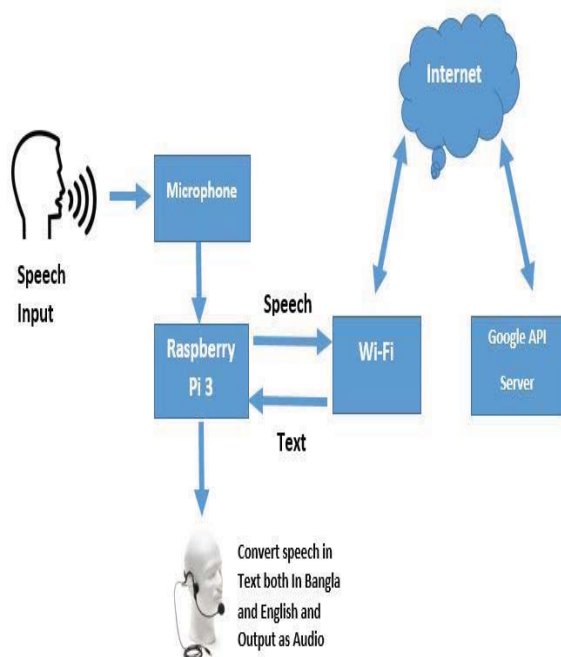 Internet
Microphone
Speech
Input
Speech
Raspberry
Pi 3
Wi-Fi
Google API
Server
Text
Convert speech in
Text both In Bangla
and English and
Output as Audio